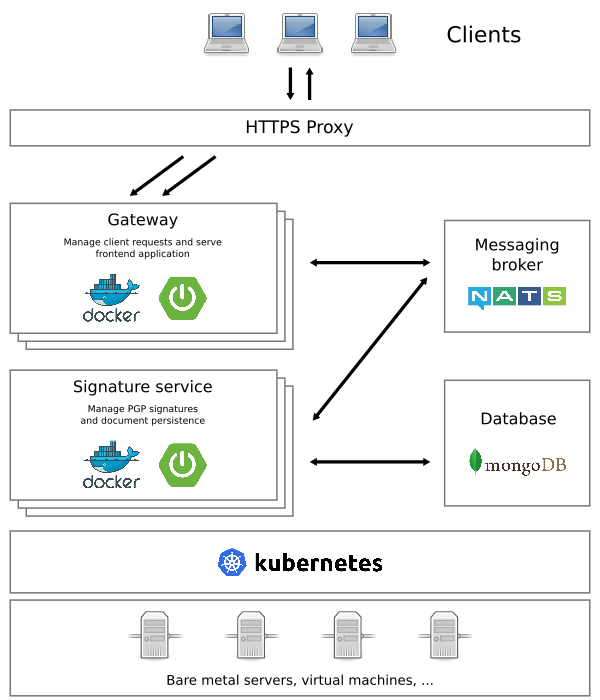 Clients
HTTPS Proxy
Gateway
Manage client requests and serve
frontend application
docker
Messaging
broker
NATS
Signature service
Manage PGP signatures
and document persistence
docker
Database
mongoDB
kubernetes
Bare metal servers, virtual machines, ...